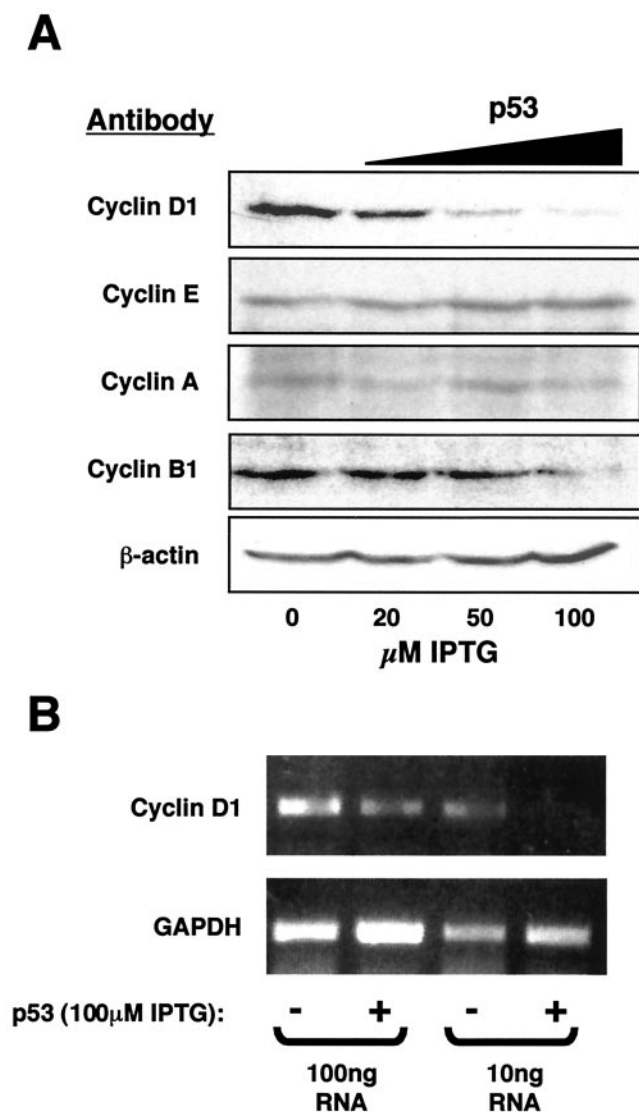 A
Antibody
p53
Cyclin D1
Cyclin E
Cyclin A
Cyclin B1
β-actin
0 20 50 100
μM IPTG
B
Cyclin D1
GAPDH
p53 (100μM IPTG): - + - +
100ng RNA
10ng RNA